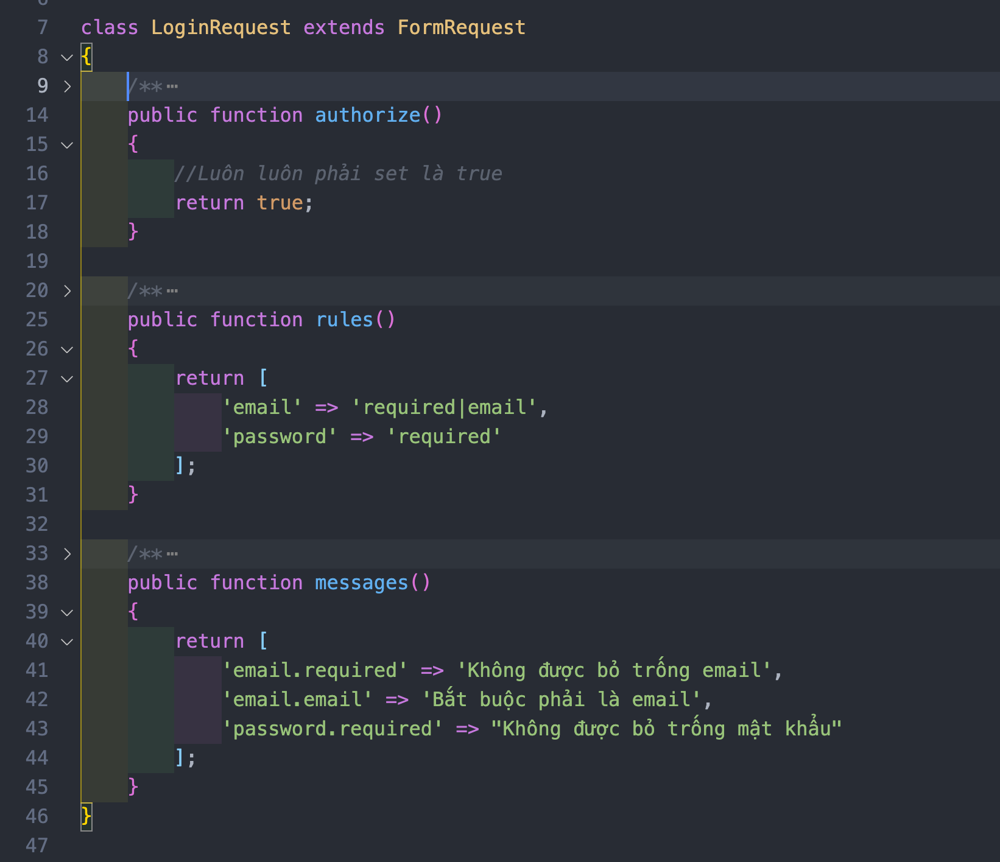 7 class LoginRequest extends FormRequest
8 {
9 /**⋯
14 public function authorize()
15 {
16 //Luôn luôn phải set là true
17 return true;
18 }
19
20 /**⋯
25 public function rules()
26 {
27 return [
28 'email' => 'required|email',
29 'password' => 'required'
30 ];
31 }
32
33 /**⋯
38 public function messages()
39 {
40 return [
41 'email.required' => 'Không được bỏ trống email',
42 'email.email' => 'Bắt buộc phải là email',
43 'password.required' => "Không được bỏ trống mật khẩu"
44 ];
45 }
46 }
47